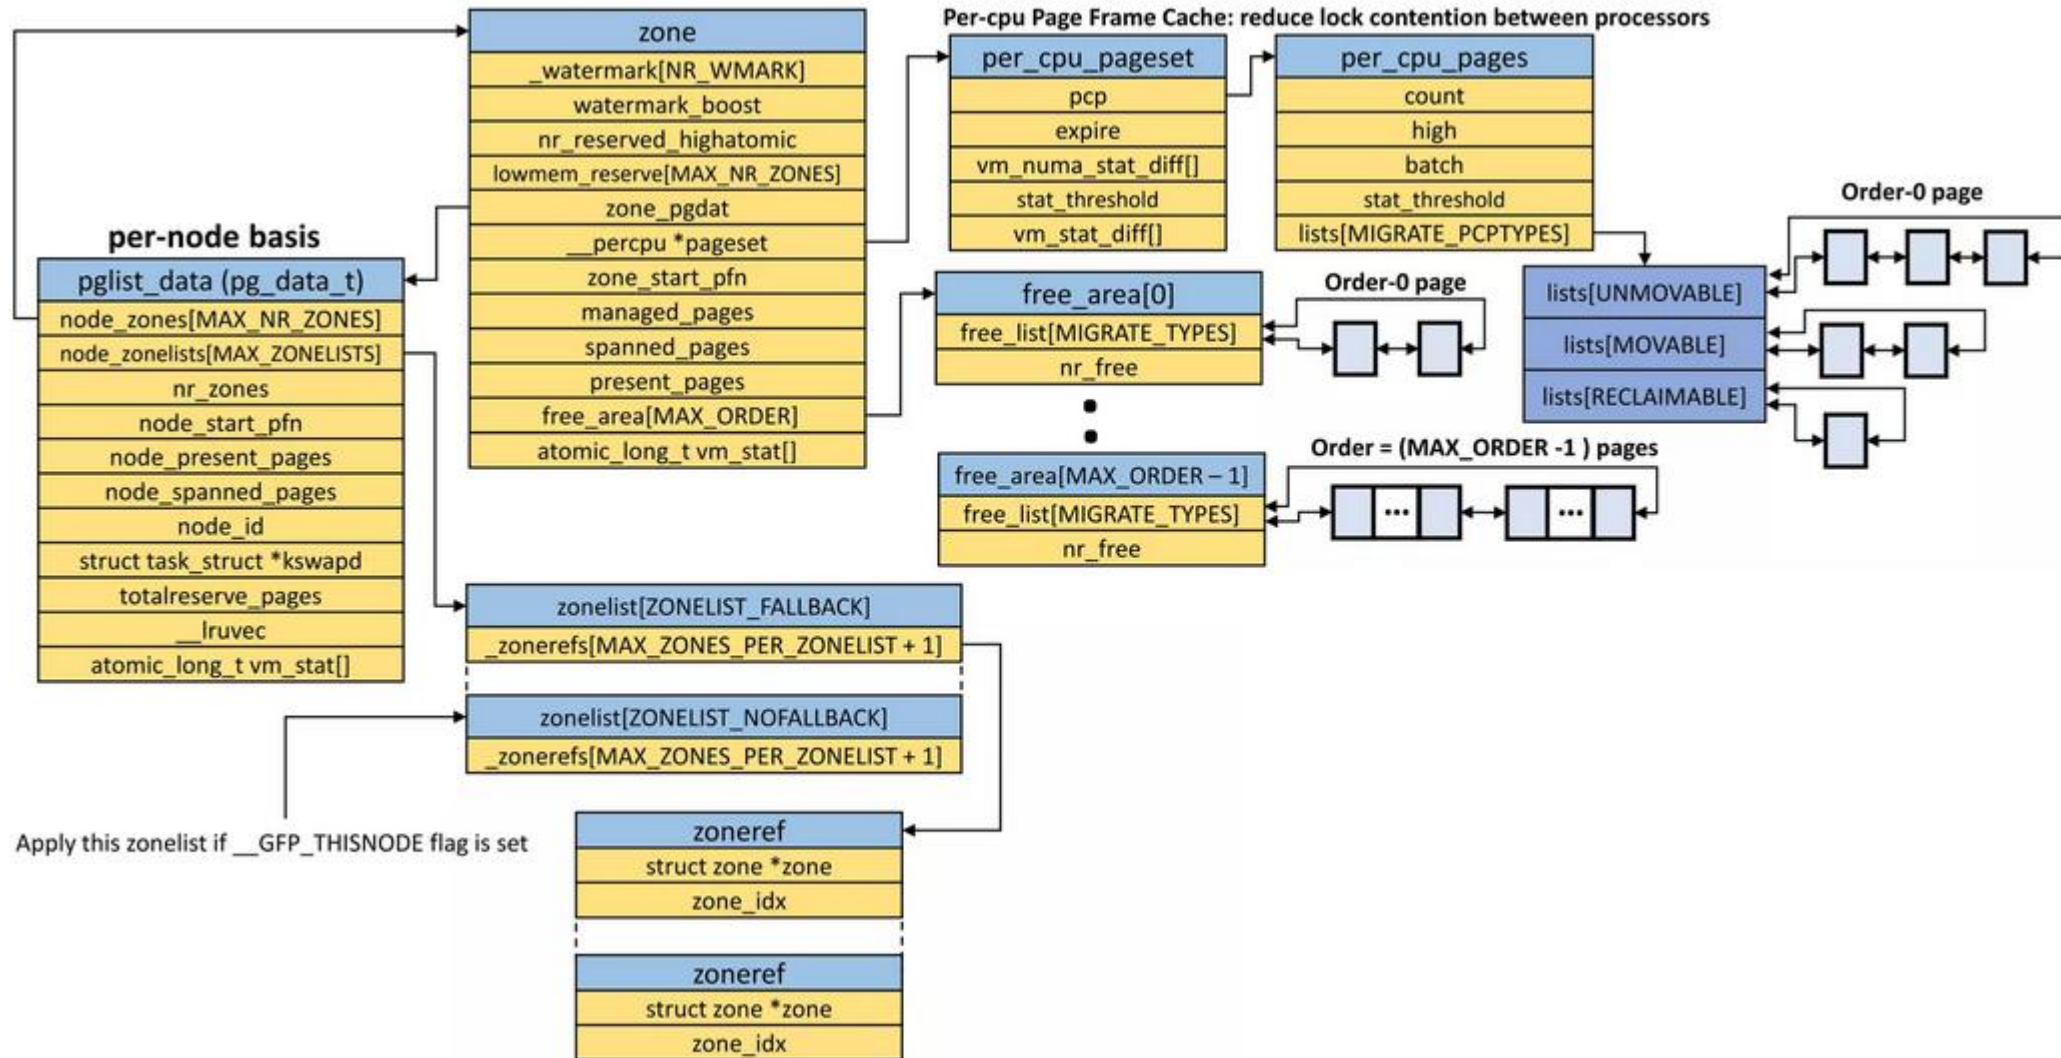 Per-cpu Page Frame Cache: reduce lock contention between processors
zone
_watermark[NR_WMARK]
watermark_boost
nr_reserved_highatomic
lowmem_reserve[MAX_NR_ZONES]
zone_pgdat
__percpu *pageset
zone_start_pfn
managed_pages
spanned_pages
present_pages
free_area[MAX_ORDER]
atomic_long_t vm_stat[]
per_cpu_pageset
pcp
expire
vm_numa_stat_diff[]
stat_threshold
vm_stat_diff[]
per_cpu_pages
count
high
batch
stat_threshold
lists[MIGRATE_PCPTYPES]
Order-0 page
lists[UNMOVABLE]
lists[MOVABLE]
lists[RECLAIMABLE]
per-node basis
pglist_data (pg_data_t)
node_zones[MAX_NR_ZONES]
node_zonelists[MAX_ZONELISTS]
nr_zones
node_start_pfn
node_present_pages
node_spanned_pages
node_id
struct task_struct *kswapd
totalreserve_pages
__lruvec
atomic_long_t vm_stat[]
free_area[0]
free_list[MIGRATE_TYPES]
nr_free
Order-0 page
free_area[MAX_ORDER – 1]
free_list[MIGRATE_TYPES]
nr_free
Order = (MAX_ORDER -1 ) pages
...
...
zonelist[ZONELIST_FALLBACK]
_zonerefs[MAX_ZONES_PER_ZONELIST + 1]
zonelist[ZONELIST_NOFALLBACK]
_zonerefs[MAX_ZONES_PER_ZONELIST + 1]
Apply this zonelist if __GFP_THISNODE flag is set
zoneref
struct zone *zone
zone_idx
zoneref
struct zone *zone
zone_idx